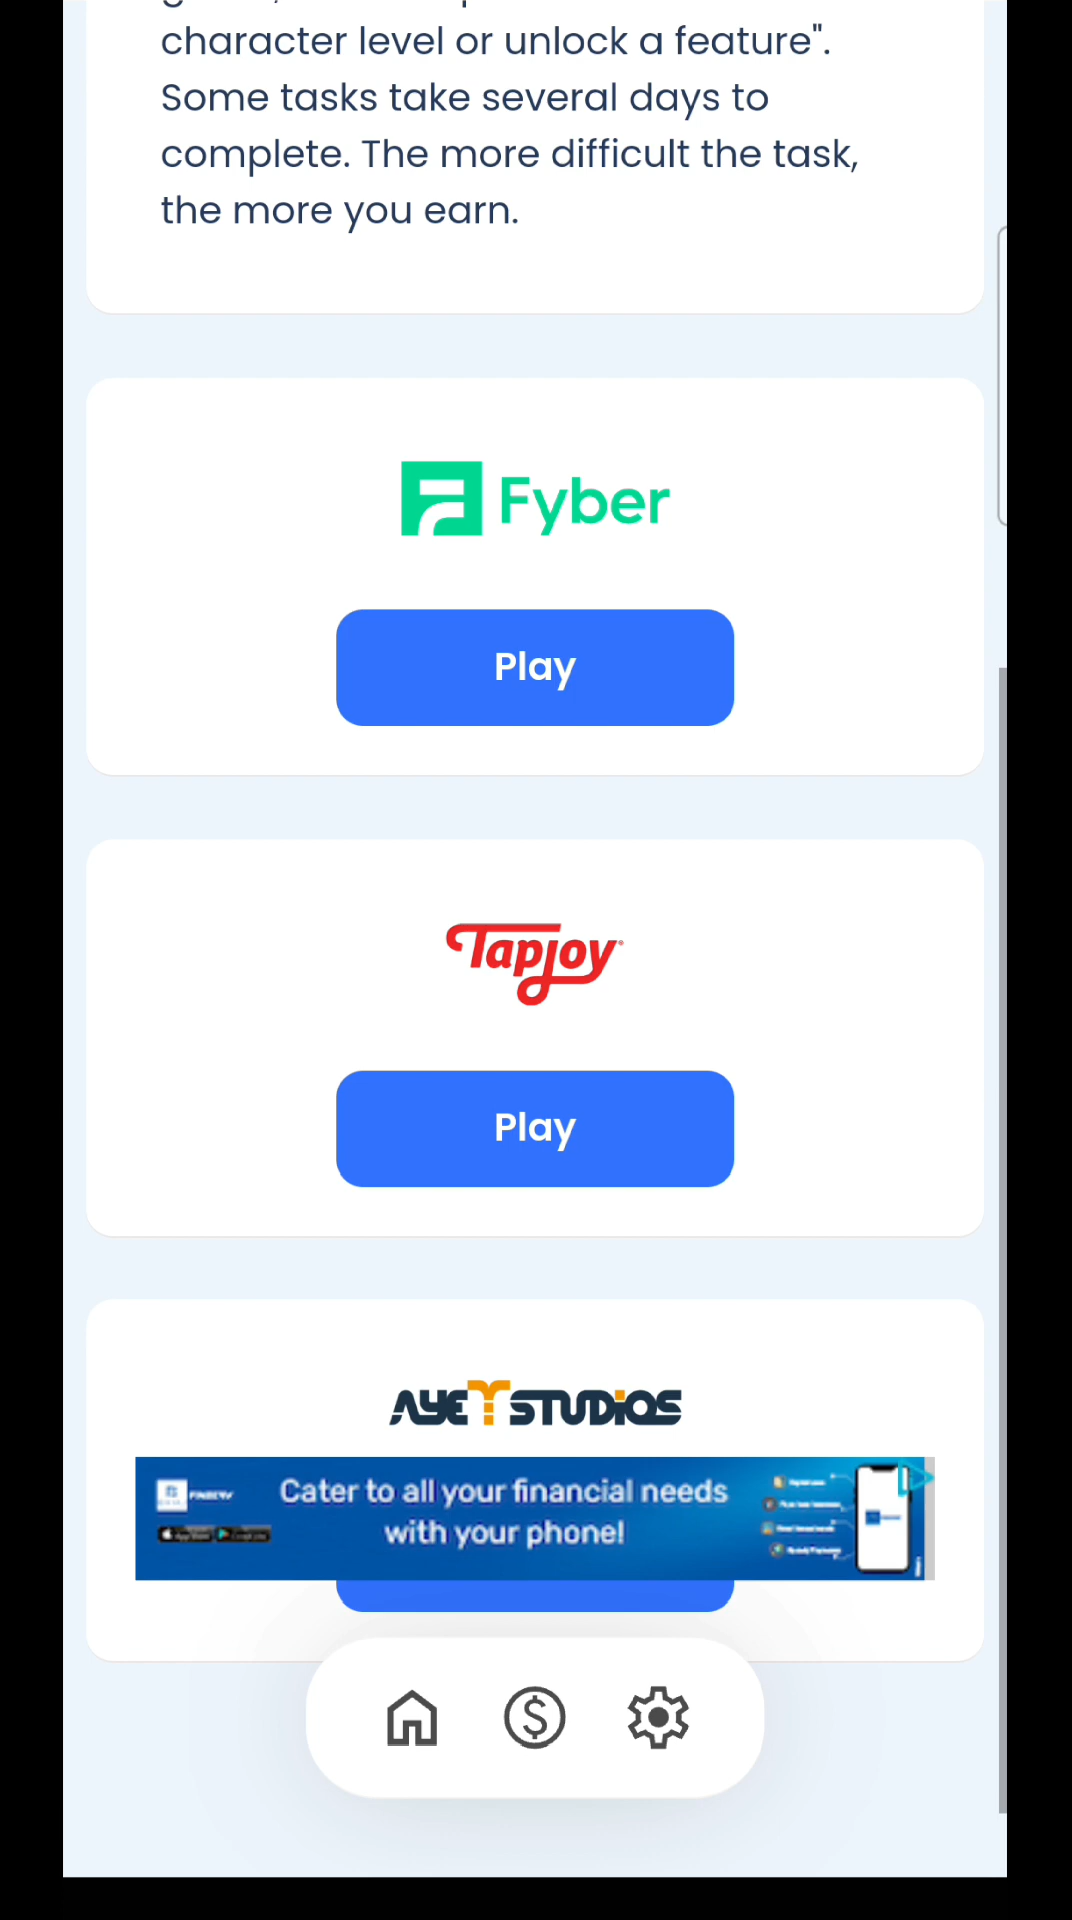 character level or unlock a feature".
Some tasks take several days to
complete. The more difficult the task,
the more you earn.
Fyber
Play
Tapjoy
Play
AYET STUDIOS
FINSERV
Cater to all your financial needs
with your phone!